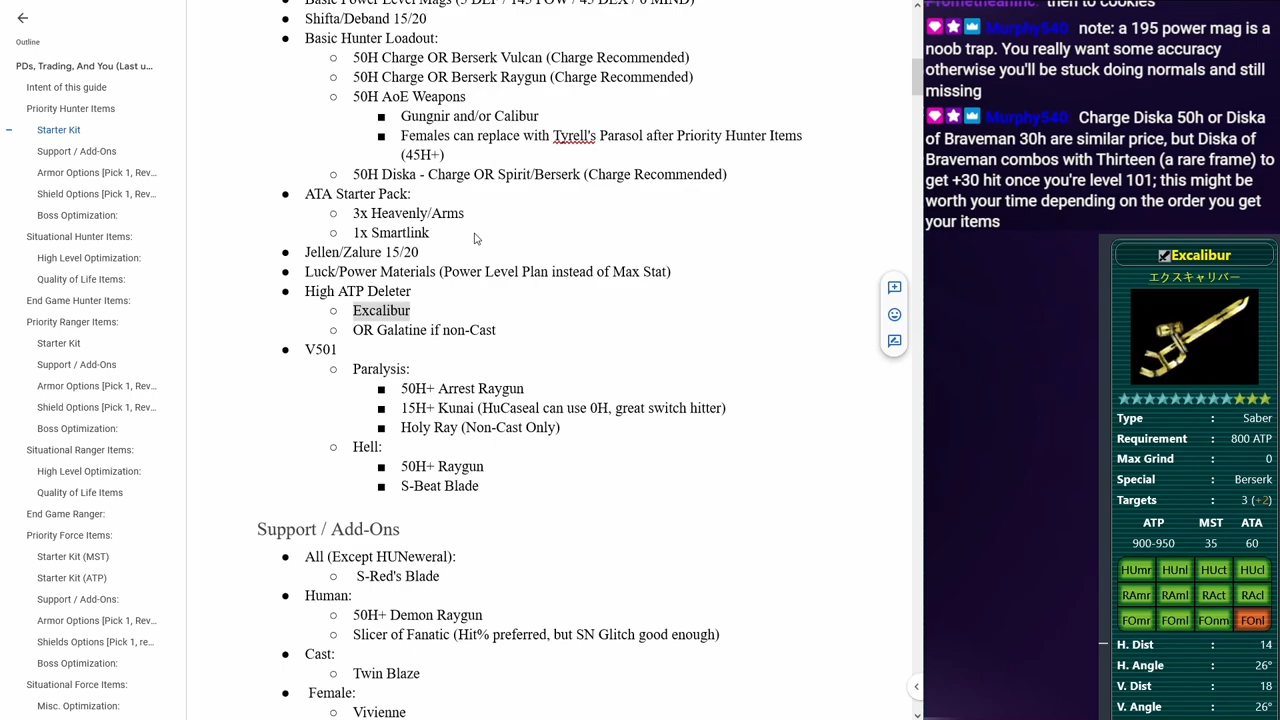 Outline
PDs, Trading, And You (Last u...
Intent of this guide
Priority Hunter Items
Starter Kit
Support / Add-Ons
Armor Options [Pick 1, Rev...
Shield Options [Pick 1, Rev...
Boss Optimization:
Situational Hunter Items:
High Level Optimization:
Quality of Life Items:
End Game Hunter Items:
Priority Ranger Items:
Starter Kit
Support / Add-Ons:
Armor Options [Pick 1, Rev...
Shield Options [Pick 1, Rev...
Boss Optimization:
Situational Ranger Items:
High Level Optimization:
Quality of Life Items
End Game Ranger:
Priority Force Items:
Starter Kit (MST)
Starter Kit (ATP)
Support / Add-Ons:
Armor Options [Pick 1, Rev...
Shields Options [Pick 1, re...
Boss Optimization:
Situational Force Items:
Misc. Optimization:
Basic Power Level Mags (5 DEF / 145 POW / 45 DEX / 0 MIND)
Shifta/Deband 15/20
Basic Hunter Loadout:
50H Charge OR Berserk Vulcan (Charge Recommended)
50H Charge OR Berserk Raygun (Charge Recommended)
50H AoE Weapons
Gungnir and/or Calibur
Females can replace with Tyrell's Parasol after Priority Hunter Items
(45H+)
50H Diska - Charge OR Spirit/Berserk (Charge Recommended)
ATA Starter Pack:
3x Heavenly/Arms
1x Smartlink
Jellen/Zalure 15/20
Luck/Power Materials (Power Level Plan instead of Max Stat)
High ATP Deleter
Excalibur
OR Galatine if non-Cast
V501
Paralysis:
50H+ Arrest Raygun
15H+ Kunai (HuCaseal can use 0H, great switch hitter)
Holy Ray (Non-Cast Only)
Hell:
50H+ Raygun
S-Beat Blade
Support / Add-Ons
All (Except HUNeweral):
S-Red's Blade
Human:
50H+ Demon Raygun
Slicer of Fanatic (Hit% preferred, but SN Glitch good enough)
Cast:
Twin Blaze
Female:
Vivienne
PrometheanInc then to cookies
Murphy540 note: a 195 power mag is a
noob trap. You really want some accuracy
otherwise you'll be stuck doing normals and still
missing
Murphy540 Charge Diska 50h or Diska
of Braveman 30h are similar price, but Diska of
Braveman combos with Thirteen (a rare frame) to
get +30 hit once you're level 101; this might be
worth your time depending on the order you get
your items
Excalibur
エクスキャリバー
Type : Saber
Requirement : 800 ATP
Max Grind : 0
Special : Berserk
Targets : 3 (+2)
ATP MST ATA
900-950 35 60
HUmr HUnl HUct HUcl
RAmr RAml RAct RAcl
FOmr FOml FOnm FOnl
H. Dist : 14
H. Angle : 26°
V. Dist : 18
V. Angle : 26°